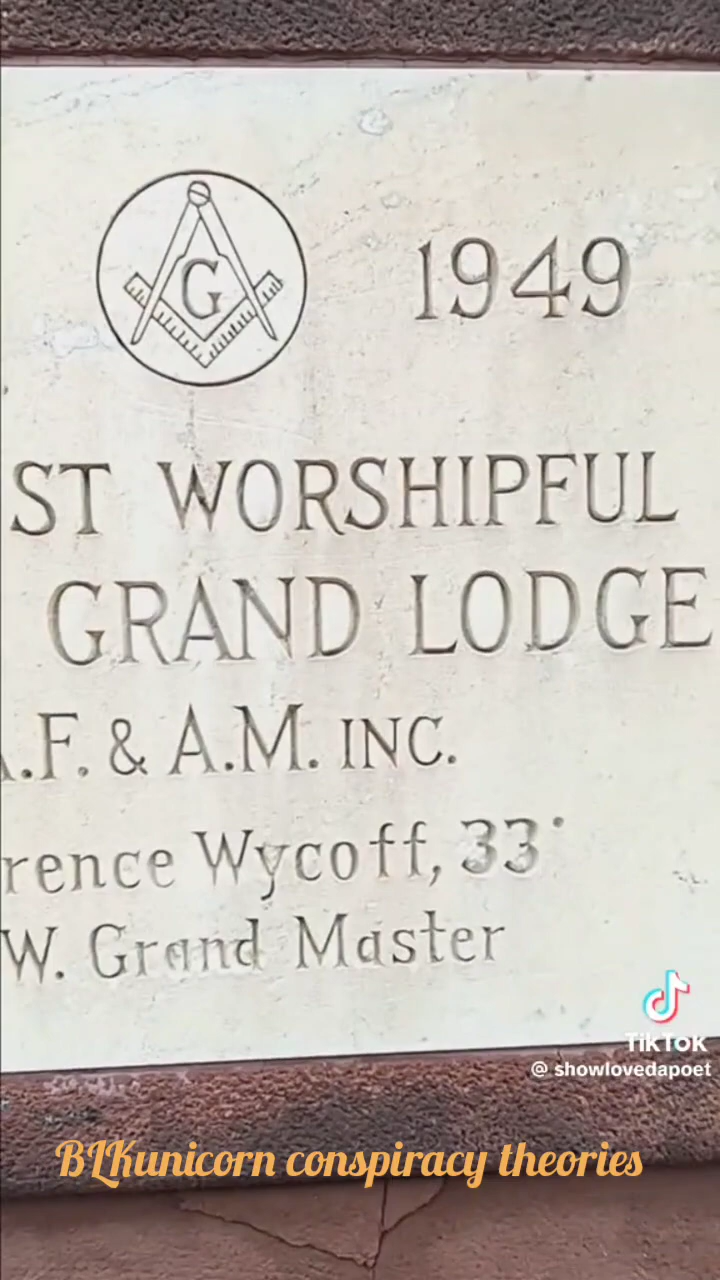 G
1949
ST WORSHIPFUL
GRAND LODGE
.F. & A.M. INC.
rence Wycoff, 33°
W. Grand Master
TikTok
@ showlovedapoet
BLKunicorn conspiracy theories